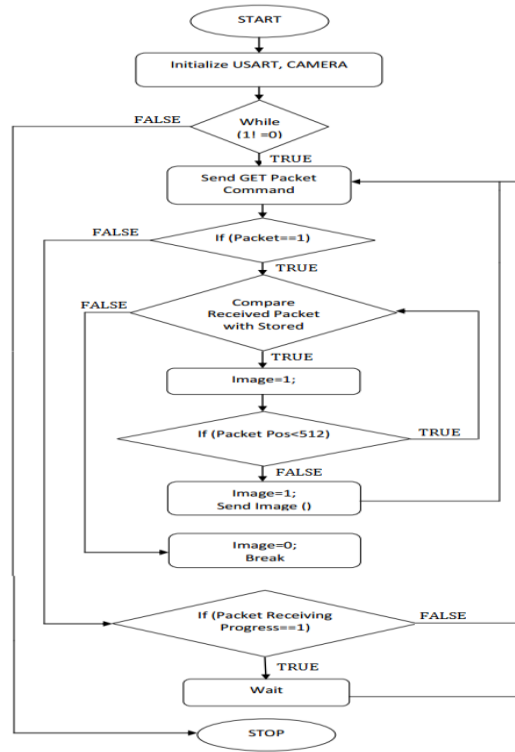 START
Initialize USART, CAMERA
FALSE
While
(1! =0)
TRUE
Send GET Packet
Command
FALSE
If (Packet==1)
TRUE
FALSE
Compare
Received Packet
with Stored
TRUE
Image=1;
If (Packet Pos<512)
TRUE
FALSE
Image=1;
Send Image ()
Image=0;
Break
If (Packet Receiving
Progress==1)
FALSE
TRUE
Wait
STOP